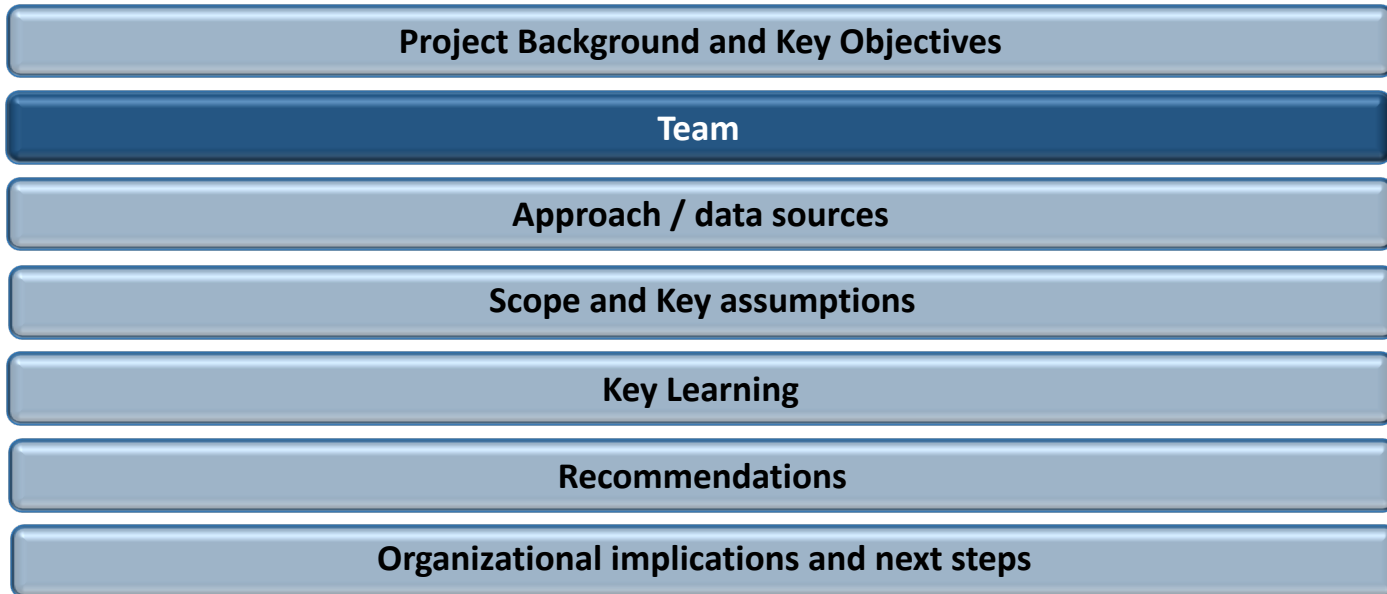 Project Background and Key Objectives
Team
Approach / data sources
Scope and Key assumptions
Key Learning
Recommendations
Organizational implications and next steps